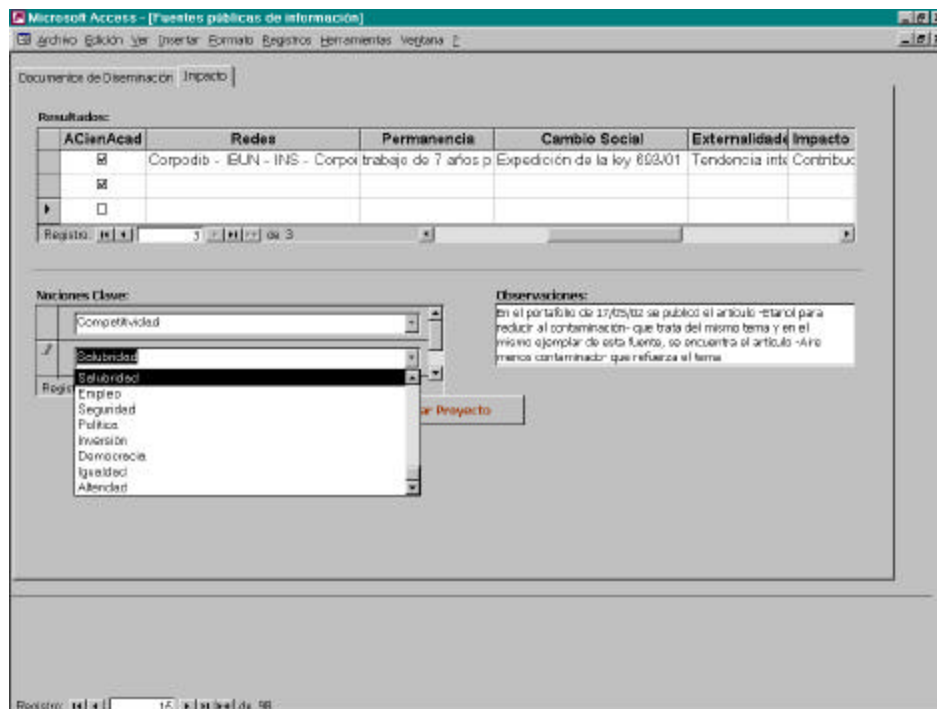 Microsoft Access - [Fuentes públicas de información]
Archivo Edición Ver Insertar Formato Registros Herramientas Ventana ?
Documentos de Diseminación Impacto
Resultados:
ACienAcad Redes Permanencia Cambio Social Externalidade Impacto
Corpodib - IBUN - INS - Corpoi trabajo de 7 años p Expedición de la ley 693/01 Tendencia inte Contribuc
Registro: 3 de 3
Nociones Clave:
Competitividad
Salubridad
Salubridad
Empleo
Seguridad
Política
Inversión
Democracia
Igualdad
Alteridad
Regist
Observaciones:
En el portafolio de 17/05/02 se publicó el artículo -Etanol para
reducir al contaminación- que trata del mismo tema y en el
mismo ejemplar de esta fuente, se encuentra el artículo -Aire
menos contaminado- que refuerza el tema
ar Proyecto
Registro: 15 de 98